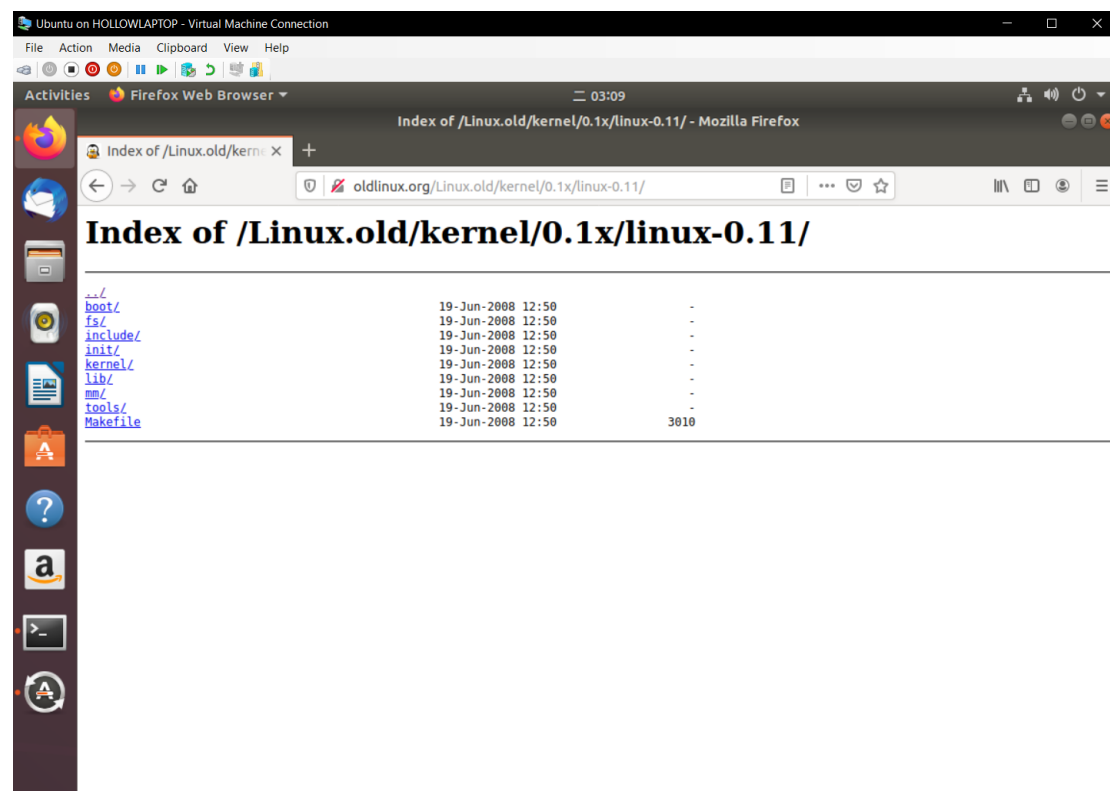 Ubuntu on HOLLOWLAPTOP - Virtual Machine Connection
File Action Media Clipboard View Help
Activities Firefox Web Browser 二 03:09
Index of /Linux.old/kernel/0.1x/linux-0.11/ - Mozilla Firefox
Index of /Linux.old/kerne
oldlinux.org/Linux.old/kernel/0.1x/linux-0.11/
Index of /Linux.old/kernel/0.1x/linux-0.11/
../
boot/ 19-Jun-2008 12:50 -
fs/ 19-Jun-2008 12:50 -
include/ 19-Jun-2008 12:50 -
init/ 19-Jun-2008 12:50 -
kernel/ 19-Jun-2008 12:50 -
lib/ 19-Jun-2008 12:50 -
mm/ 19-Jun-2008 12:50 -
tools/ 19-Jun-2008 12:50 -
Makefile 19-Jun-2008 12:50 3010